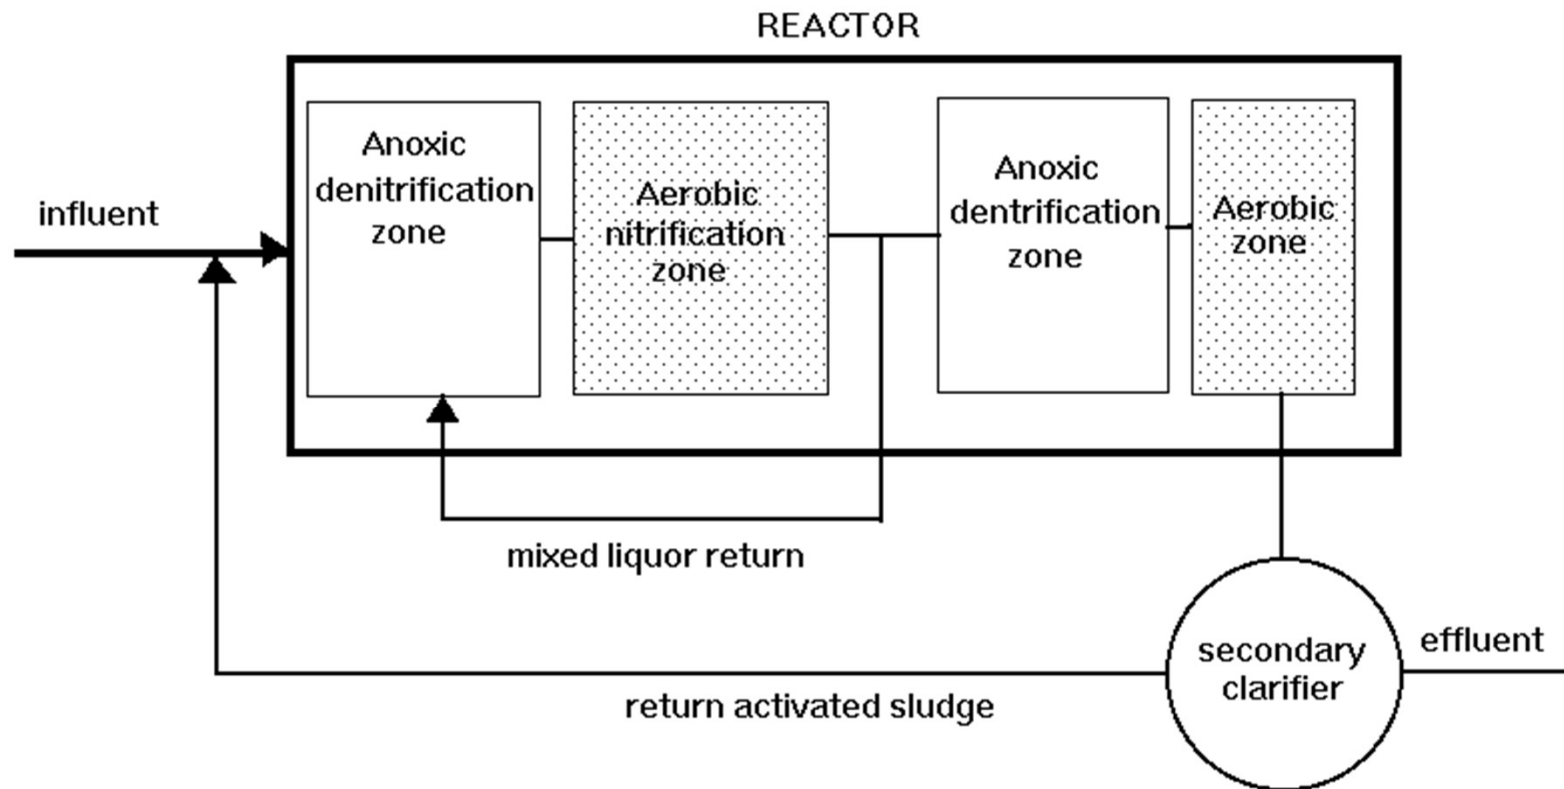 REACTOR
influent
Anoxic
denitrification
zone
Aerobic
nitrification
zone
Anoxic
dentrification
zone
Aerobic
zone
mixed liquor return
return activated sludge
secondary
clarifier
effluent